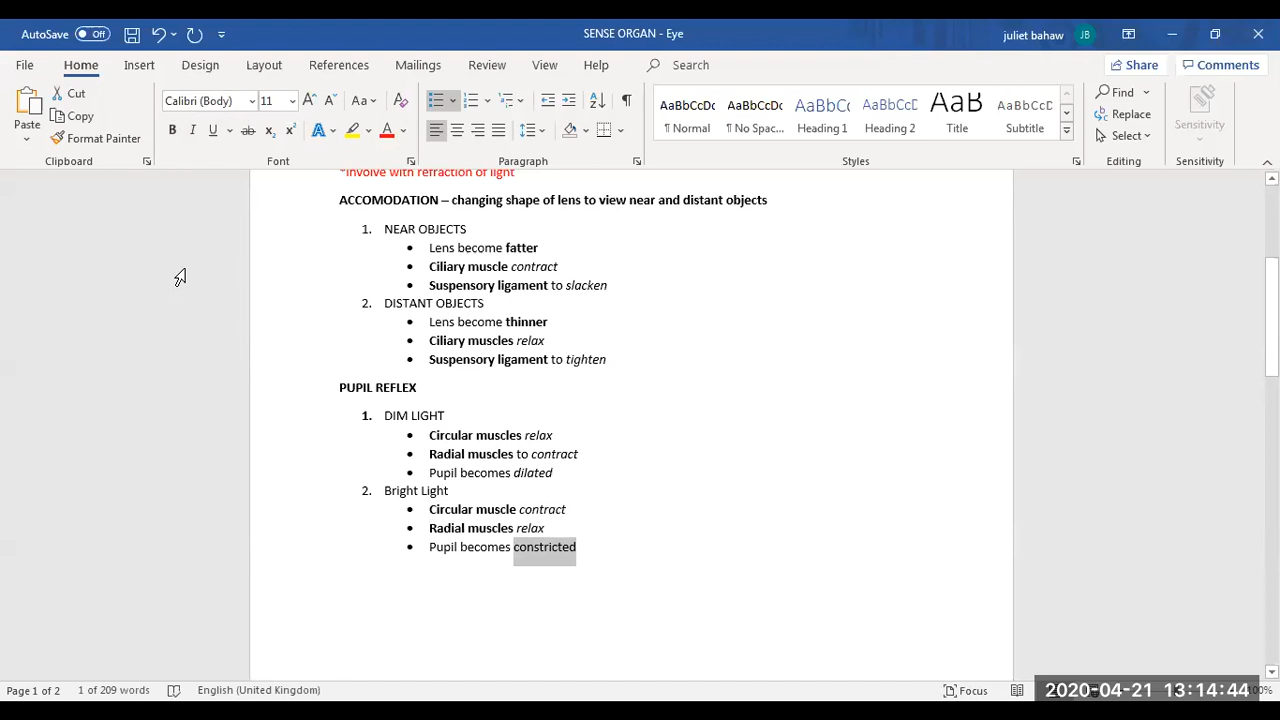 AutoSave Off
SENSE ORGAN - Eye
juliet bahaw JB
File Home Insert Design Layout References Mailings Review View Help Search Share Comments
Paste Cut Copy Format Painter Clipboard
Calibri (Body) 11 Font
Paragraph
AaBbCcDc ¶ Normal AaBbCcDc ¶ No Spac... AaBbC Heading 1 AaBbCcD Heading 2 AaB Title AaBbCcD Subtitle Styles
Find Replace Select Editing
Sensitivity Sensitivity
*Involve with refraction of light
ACCOMODATION – changing shape of lens to view near and distant objects
1. NEAR OBJECTS
• Lens become fatter
• Ciliary muscle contract
• Suspensory ligament to slacken
2. DISTANT OBJECTS
• Lens become thinner
• Ciliary muscles relax
• Suspensory ligament to tighten
PUPIL REFLEX
1. DIM LIGHT
• Circular muscles relax
• Radial muscles to contract
• Pupil becomes dilated
2. Bright Light
• Circular muscle contract
• Radial muscles relax
• Pupil becomes constricted
Page 1 of 2 1 of 209 words English (United Kingdom) Focus
2020-04-21 13:14:44